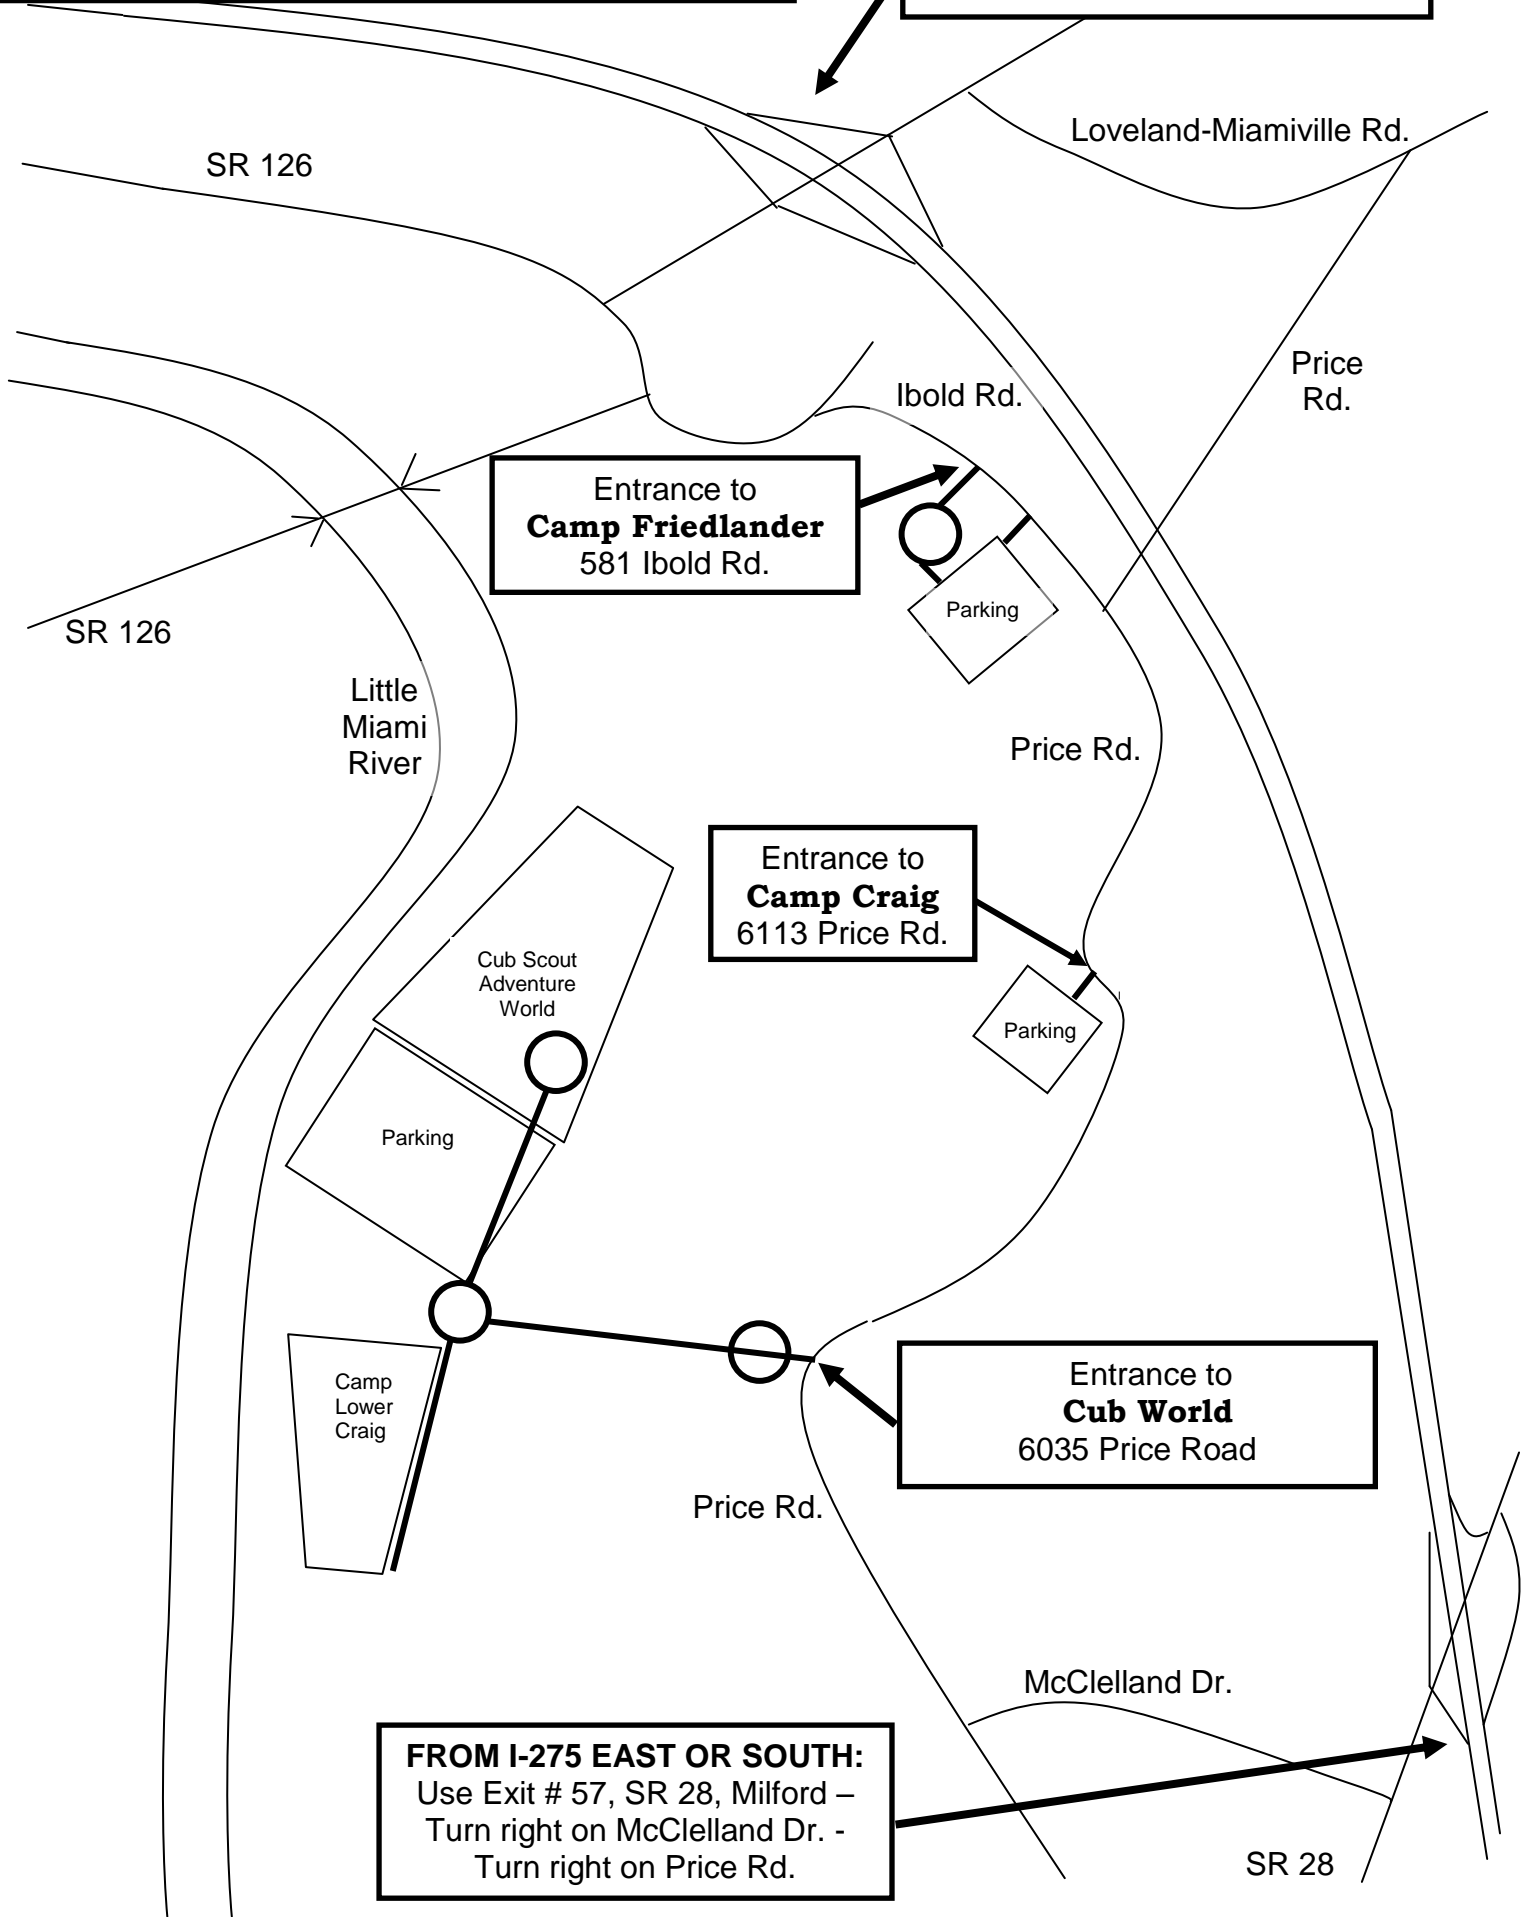 Loveland-Miamiville Rd.
SR 126
Price
Rd.
Ibold Rd.
Entrance to
Camp Friedlander
581 Ibold Rd.
Parking
SR 126
Little
Miami
River
Price Rd.
Entrance to
Camp Craig
6113 Price Rd.
Cub Scout
Adventure
World
Parking
Parking
Entrance to
Cub World
6035 Price Road
Camp
Lower
Craig
Price Rd.
McClelland Dr.
FROM I-275 EAST OR SOUTH:
Use Exit # 57, SR 28, Milford –
Turn right on McClelland Dr. -
Turn right on Price Rd.
SR 28